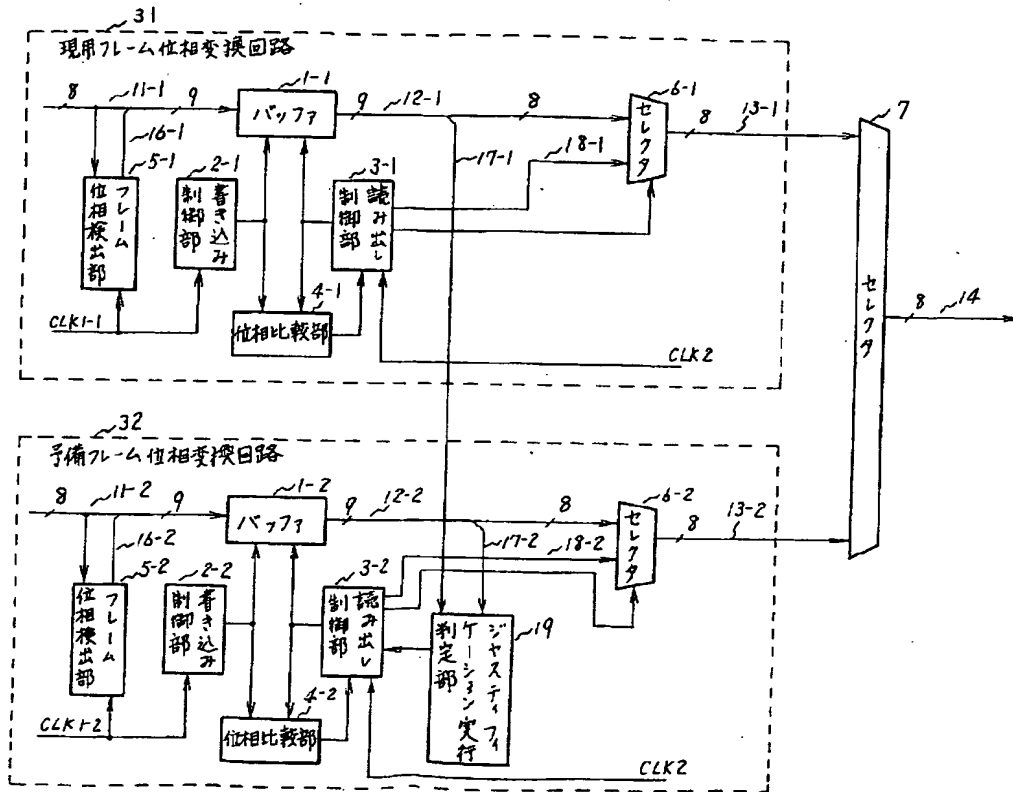 31
現用フレーム位相変換回路
8
11-1
9
1-1
バッファ
9
12-1
8
6-1
セレクタ
8
13-1
7
セレクタ
8
14
16-1
5-1
フレーム
位相検出部
2-1
書き込み
制御部
3-1
読み出し
制御部
17-1
18-1
4-1
位相比較部
CLK1-1
CLK2
32
予備フレーム位相変換回路
8
11-2
9
1-2
バッファ
9
12-2
8
6-2
セレクタ
8
13-2
16-2
5-2
フレーム
位相検出部
2-2
書き込み
制御部
3-2
読み出し
制御部
17-2
18-2
19
ジャスティフィ
ケーション実行
判定部
4-2
位相比較部
CLK1-2
CLK2